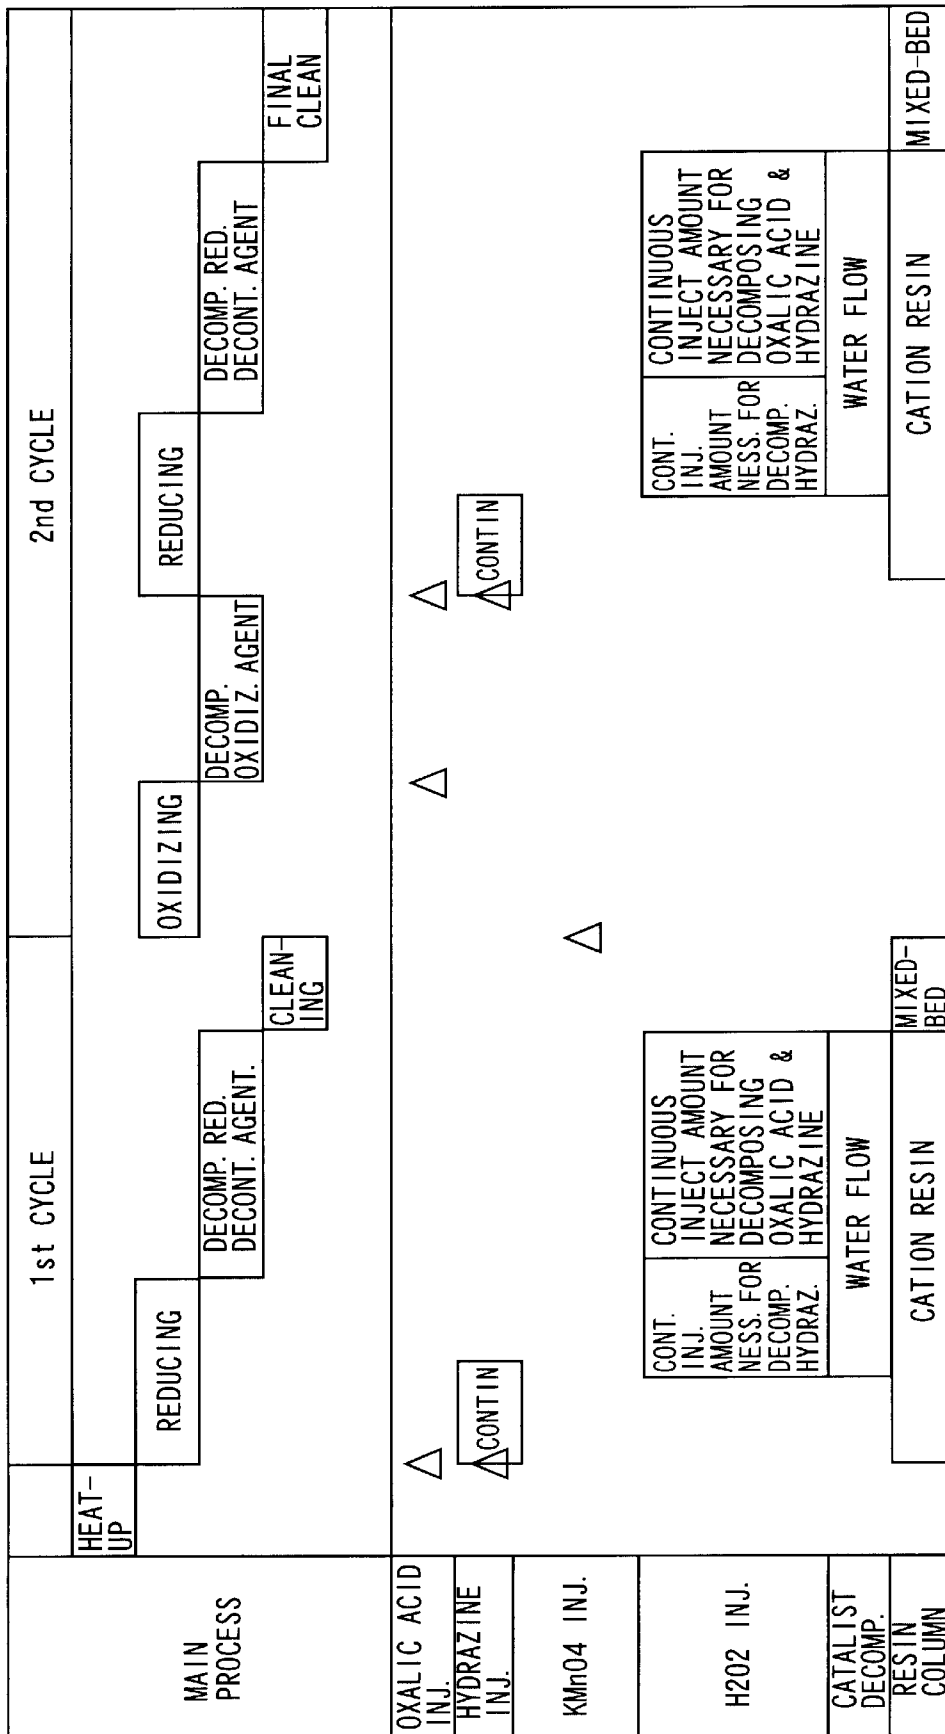 1st CYCLE
2nd CYCLE
MAIN
PROCESS
HEAT-
UP
REDUCING
DECOMP. RED.
DECONT. AGENT.
CLEAN-
ING
OXIDIZING
DECOMP.
OXIDIZ. AGENT
REDUCING
DECOMP. RED.
DECONT. AGENT
FINAL
CLEAN
OXALIC ACID
INJ.
HYDRAZINE
INJ.
CONTIN
CONTIN
KMnO4 INJ.
H2O2 INJ.
CONT.
INJ.
AMOUNT
NESS. FOR
DECOMP.
HYDRAZ.
CONTINUOUS
INJECT AMOUNT
NECESSARY FOR
DECOMPOSING
OXALIC ACID &
HYDRAZINE
CONT.
INJ.
AMOUNT
NESS. FOR
DECOMP.
HYDRAZ.
CONTINUOUS
INJECT AMOUNT
NECESSARY FOR
DECOMPOSING
OXALIC ACID &
HYDRAZINE
CATALIST
DECOMP.
WATER FLOW
WATER FLOW
RESIN
COLUMN
CATION RESIN
MIXED-
BED
CATION RESIN
MIXED-BED